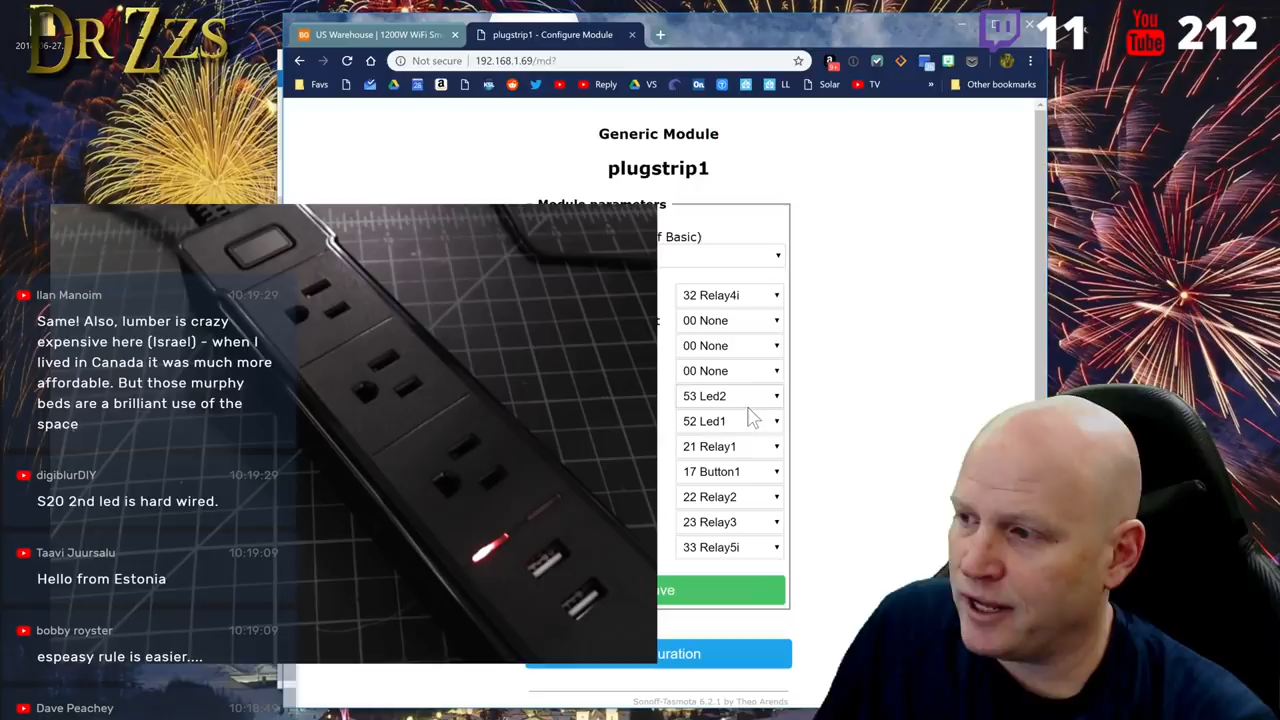 DR ZZS
11
You Tube 212
US Warehouse | 1200W WiFi Sm
plugstrip1 - Configure Module
Not secure | 192.168.1.69/md?
Favs
Reply
VS
On
LL
Solar
TV
» Other bookmarks
Generic Module
plugstrip1
Module parameters
f Basic)
32 Relay4i
00 None
00 None
00 None
53 Led2
52 Led1
21 Relay1
17 Button1
22 Relay2
23 Relay3
33 Relay5i
ve
uration
Sonoff-Tasmota 6.2.1 by Theo Arends
Ilan Manoim 10:19:29
Same! Also, lumber is crazy
expensive here (Israel) - when I
lived in Canada it was much more
affordable. But those murphy
beds are a brilliant use of the
space
digiblurDIY 10:19:29
S20 2nd led is hard wired.
Taavi Juursalu 10:19:09
Hello from Estonia
bobby royster 10:19:09
espeasy rule is easier....
Dave Peachey 10:18:49